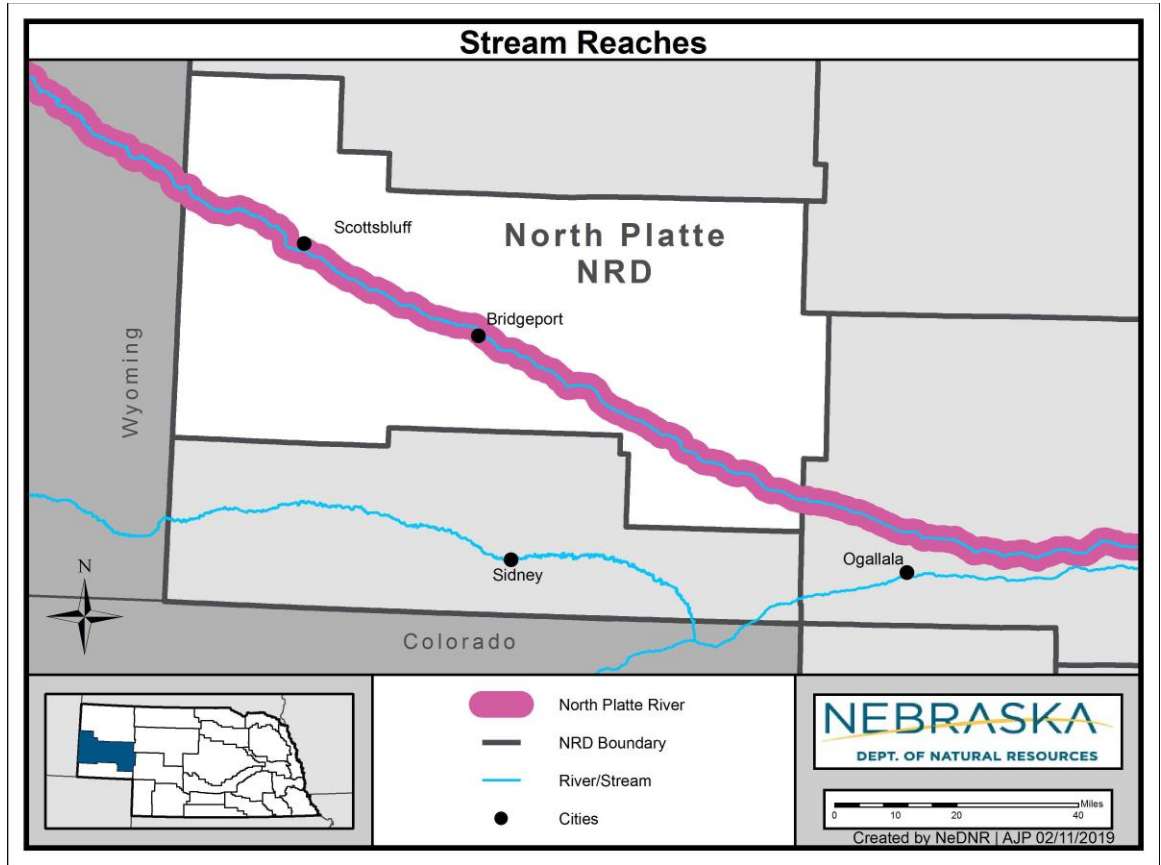 Stream Reaches
Scottsbluff
North Platte
NRD
Bridgeport
Wyoming
Ogallala
Sidney
N
Colorado
North Platte River
NRD Boundary
River/Stream
Cities
NEBRASKA
DEPT. OF NATURAL RESOURCES
Miles
0 10 20 40
Created by NeDNR | AJP 02/11/2019